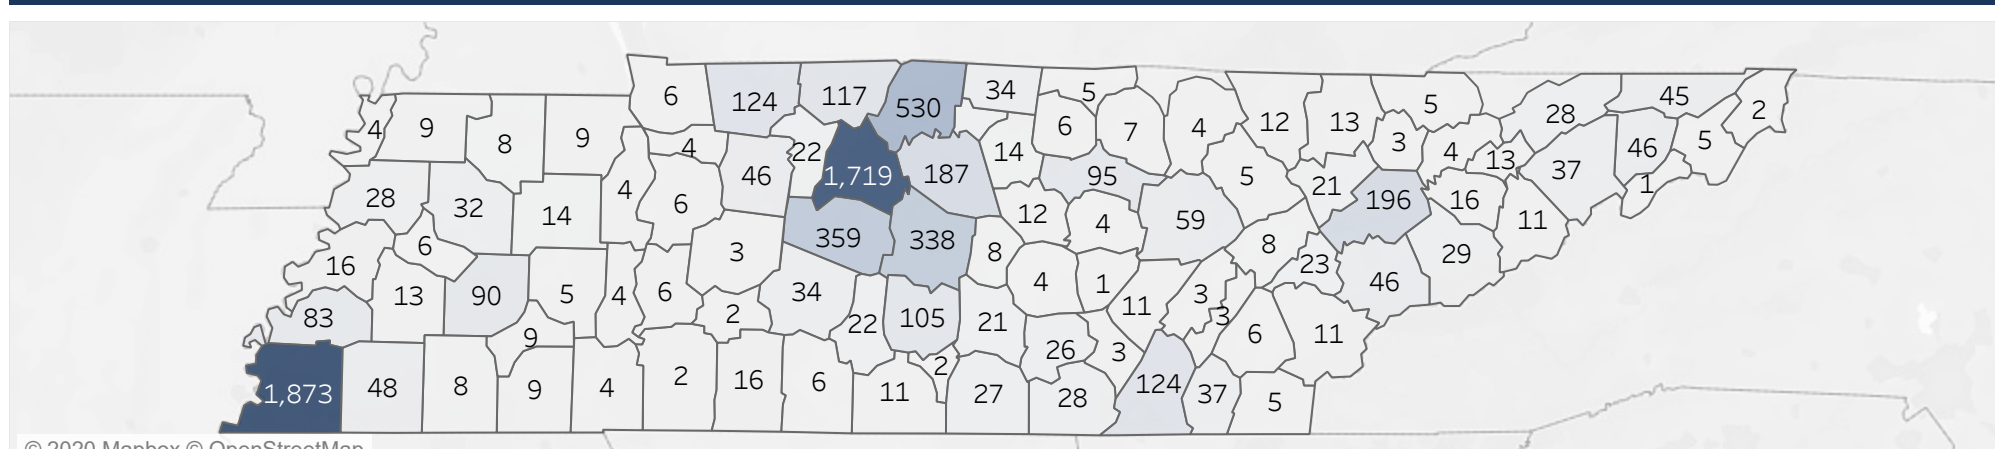 6 124 117 530 34 5 12 13 5 28 45 2
4 9 8 9 4 22 6 7 4 3 4 13 46 5
28 32 14 4 6 46 1,719 187 14 95 5 21 196 16 37 1
16 6 3 359 338 12 4 59 8 23 29 11
83 13 90 5 4 6 2 34 22 105 8 4 1 11 3 3 46
9 21 26 3 6 11
1,873 48 8 9 4 2 16 6 11 2 27 28 124 37 5
© 2020 Mapbox © OpenStreetMap